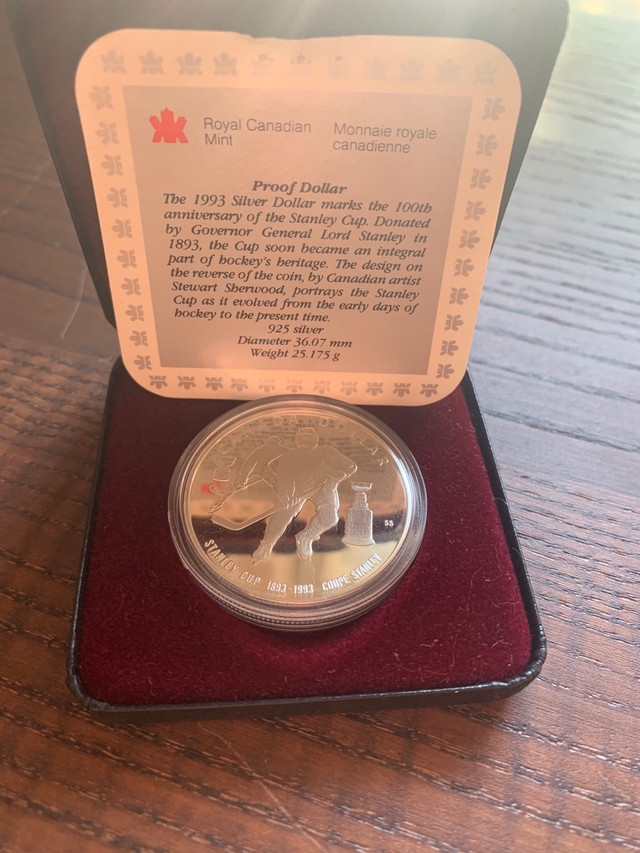 Royal Canadian Mint
Monnaie royale canadienne
Proof Dollar
The 1993 Silver Dollar marks the 100th
anniversary of the Stanley Cup. Donated
by Governor General Lord Stanley in
1893, the Cup soon became an integral
part of hockey's heritage. The design on
the reverse of the coin, by Canadian artist
Stewart Sherwood, portrays the Stanley
Cup as it evolved from the early days of
hockey to the present time.
925 silver
Diameter 36.07 mm
Weight 25.175 g
SS
STANLEY CUP 1893-1993 COUPE STANLEY